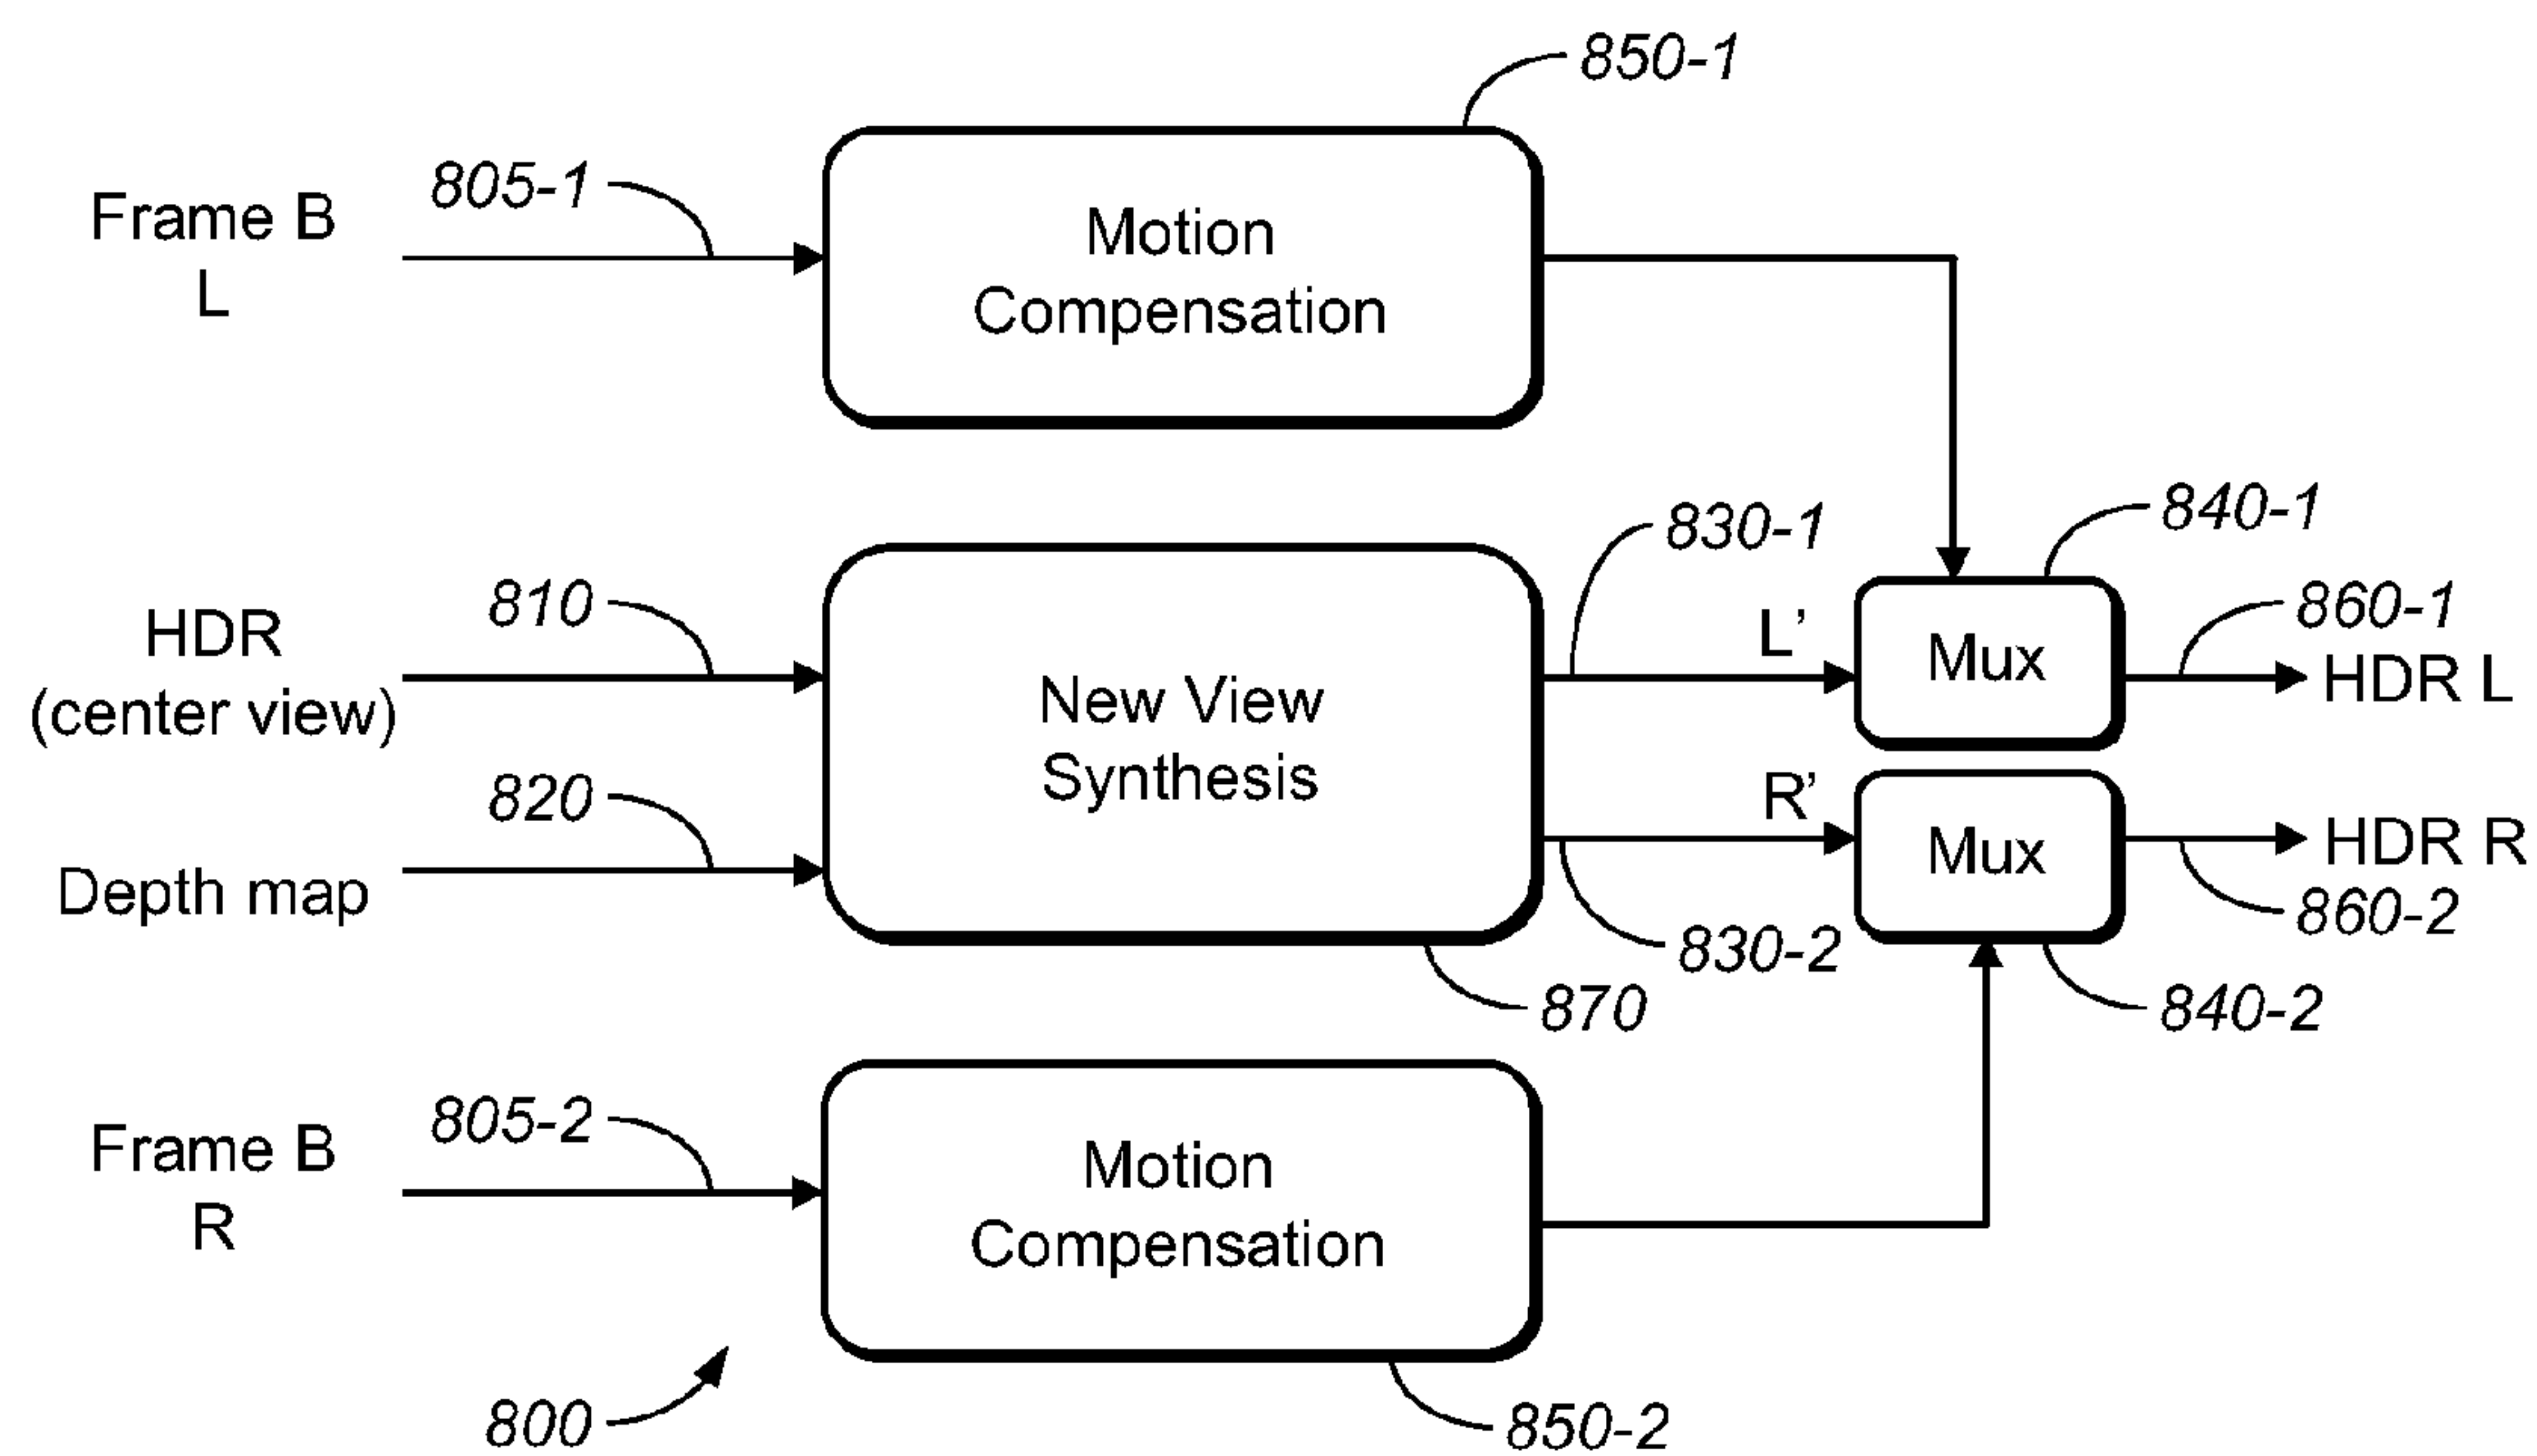 850-1
805-1
Frame B
L
Motion
Compensation
840-1
830-1
810
860-1
HDR
(center view)
L’
Mux
HDR L
New View
Synthesis
820
R’
Mux
HDR R
Depth map
860-2
830-2
870
840-2
805-2
Frame B
R
Motion
Compensation
800
850-2